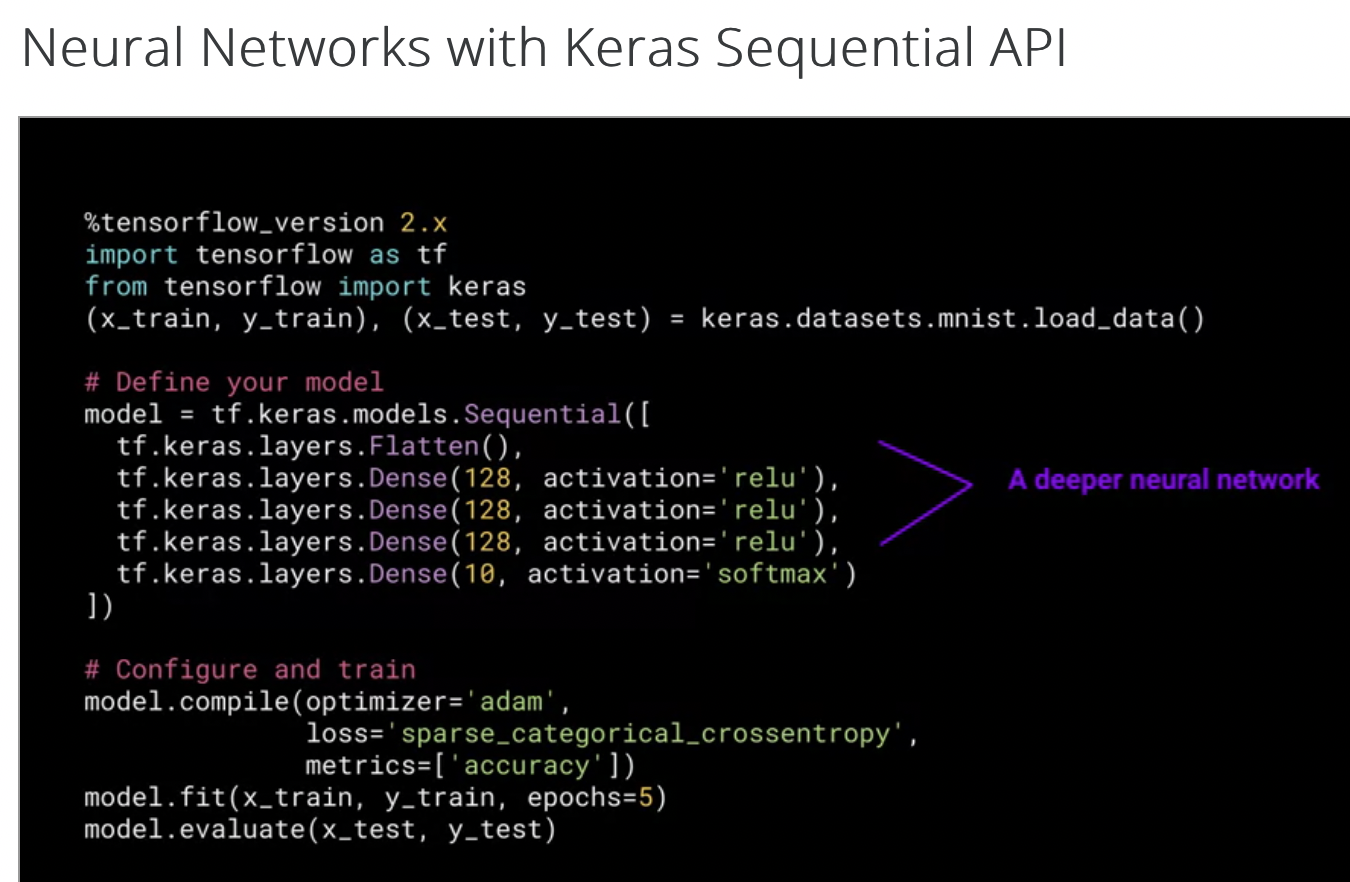 Neural Networks with Keras Sequential API
%tensorflow_version 2.x
import tensorflow as tf
from tensorflow import keras
(x_train, y_train), (x_test, y_test) = keras.datasets.mnist.load_data()
# Define your model
model = tf.keras.models.Sequential([
  tf.keras.layers.Flatten(),
  tf.keras.layers.Dense(128, activation='relu'),
  tf.keras.layers.Dense(128, activation='relu'),
  tf.keras.layers.Dense(128, activation='relu'),
  tf.keras.layers.Dense(10, activation='softmax')
])
A deeper neural network
# Configure and train
model.compile(optimizer='adam',
              loss='sparse_categorical_crossentropy',
              metrics=['accuracy'])
model.fit(x_train, y_train, epochs=5)
model.evaluate(x_test, y_test)